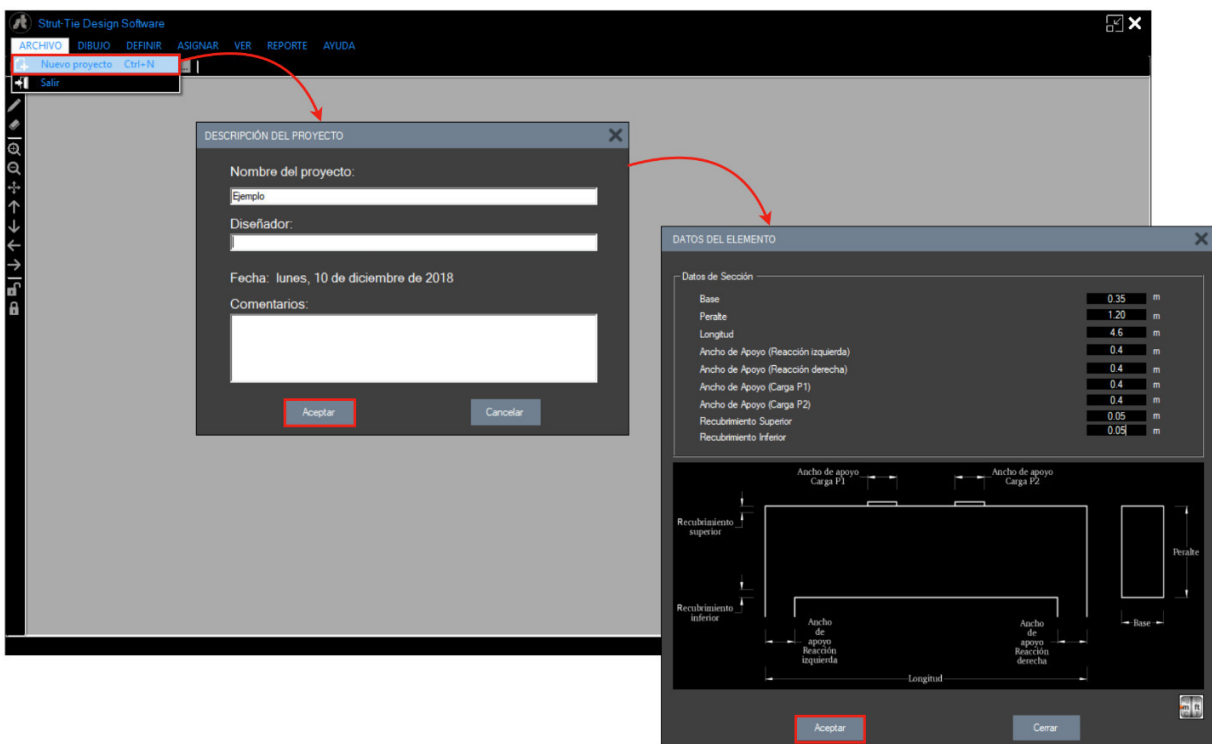 Strut-Tie Design Software
ARCHIVO DIBUJO DEFINIR ASIGNAR VER REPORTE AYUDA
Nuevo proyecto Ctrl+N
Salir
DESCRIPCIÓN DEL PROYECTO
Nombre del proyecto:
Ejemplo
Diseñador:
Fecha: lunes, 10 de diciembre de 2018
Comentarios:
Aceptar Cancelar
DATOS DEL ELEMENTO
Datos de Sección
Base 0.35 m
Peralte 1.20 m
Longitud 4.6 m
Ancho de Apoyo (Reacción izquierda) 0.4 m
Ancho de Apoyo (Reacción derecha) 0.4 m
Ancho de Apoyo (Carga P1) 0.4 m
Ancho de Apoyo (Carga P2) 0.4 m
Recubrimiento Superior 0.05 m
Recubrimiento Inferior 0.05 m
Ancho de apoyo
Carga P1
Ancho de apoyo
Carga P2
Recubrimiento
superior
Peralte
Recubrimiento
inferior
Ancho
de
apoyo
Reacción
izquierda
Ancho
de
apoyo
Reacción
derecha
Base
Longitud
m ft
Aceptar Cerrar